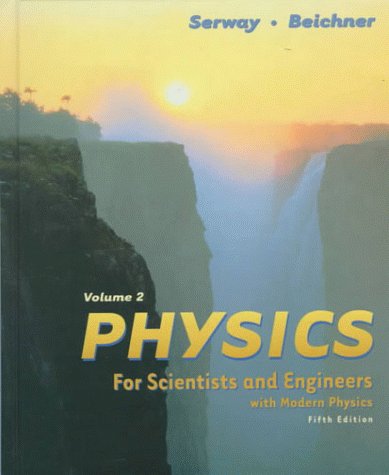 Serway • Beichner
Volume 2
PHYSICS
For Scientists and Engineers
with Modern Physics
Fifth Edition